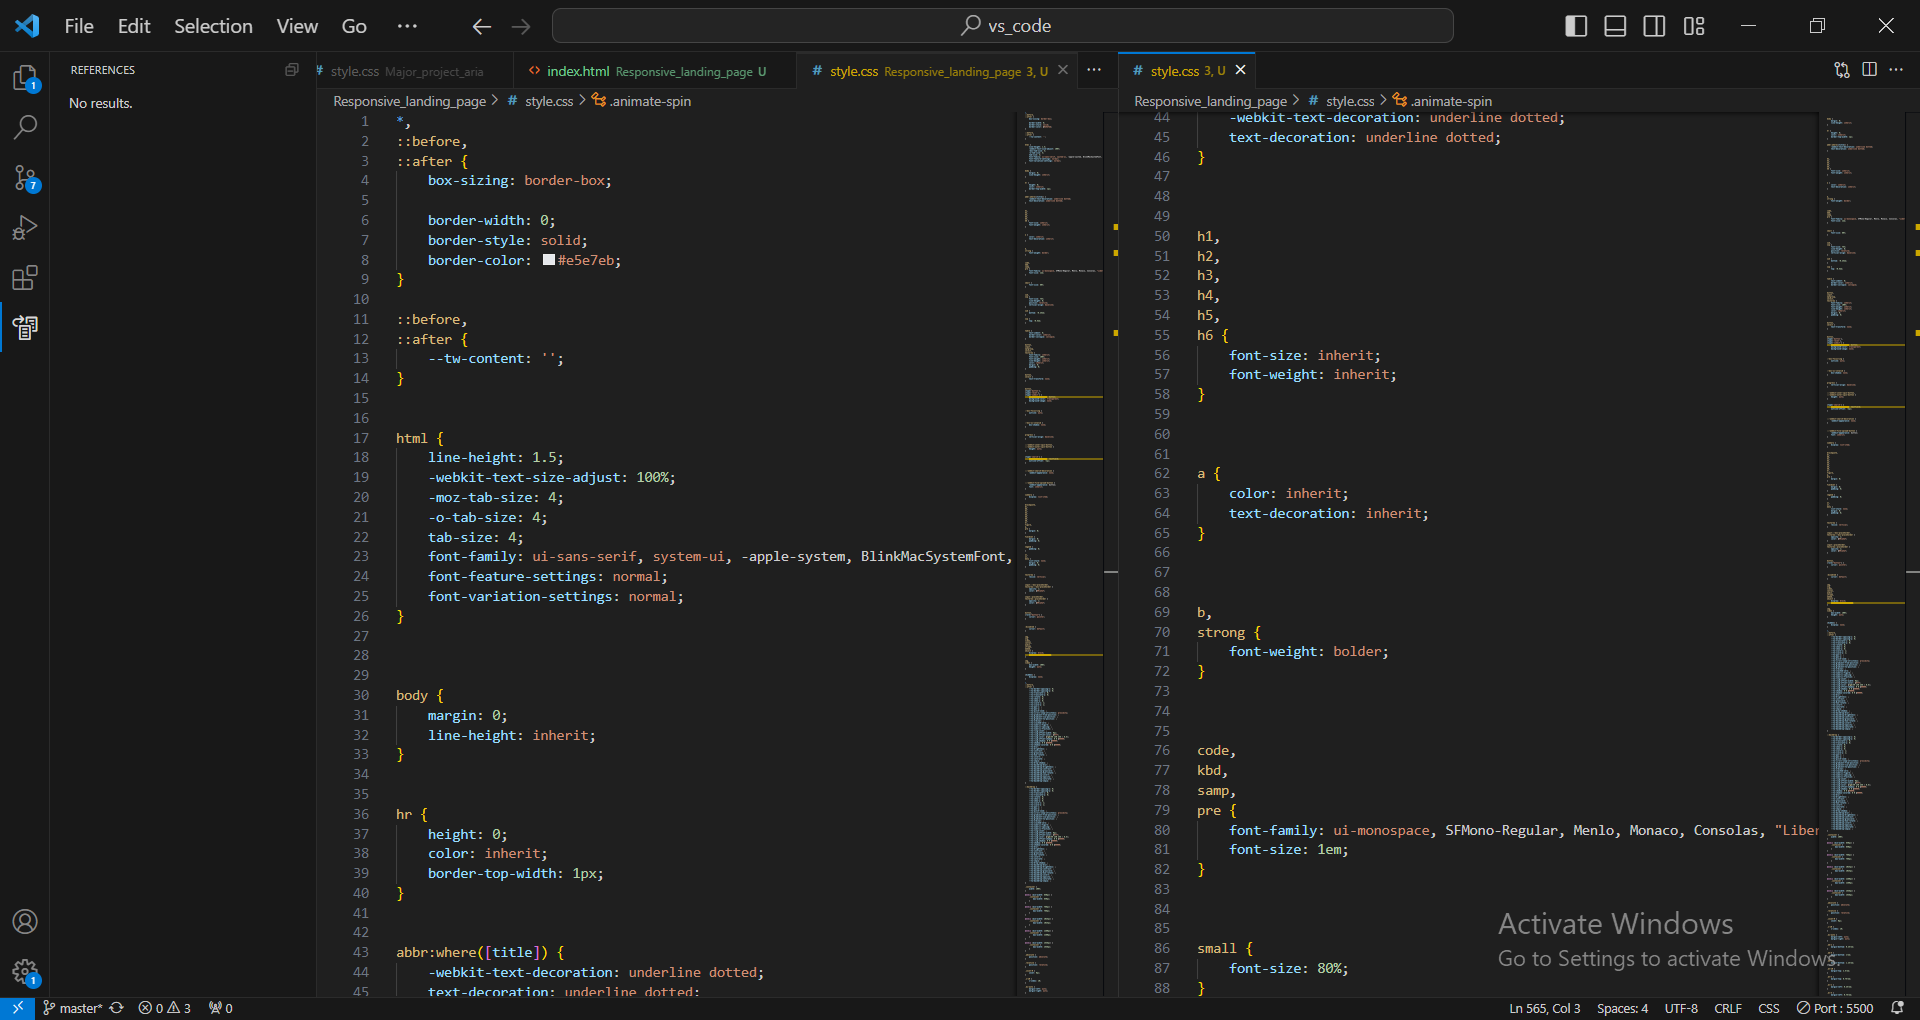 File Edit Selection View Go ··· vs_code
REFERENCES
No results.
# style.css Major_project_aria
<> index.html Responsive_landing_page U
# style.css Responsive_landing_page 3, U
Responsive_landing_page > # style.css > .animate-spin
1 *,
2 ::before,
3 ::after {
4 box-sizing: border-box;
5
6 border-width: 0;
7 border-style: solid;
8 border-color: #e5e7eb;
9 }
10
11 ::before,
12 ::after {
13 --tw-content: '';
14 }
15
16
17 html {
18 line-height: 1.5;
19 -webkit-text-size-adjust: 100%;
20 -moz-tab-size: 4;
21 -o-tab-size: 4;
22 tab-size: 4;
23 font-family: ui-sans-serif, system-ui, -apple-system, BlinkMacSystemFont,
24 font-feature-settings: normal;
25 font-variation-settings: normal;
26 }
27
28
29
30 body {
31 margin: 0;
32 line-height: inherit;
33 }
34
35
36 hr {
37 height: 0;
38 color: inherit;
39 border-top-width: 1px;
40 }
41
42
43 abbr:where([title]) {
44 -webkit-text-decoration: underline dotted;
45 text-decoration: underline dotted;
# style.css 3, U
Responsive_landing_page > # style.css > .animate-spin
44 -webkit-text-decoration: underline dotted;
45 text-decoration: underline dotted;
46 }
47
48
49
50 h1,
51 h2,
52 h3,
53 h4,
54 h5,
55 h6 {
56 font-size: inherit;
57 font-weight: inherit;
58 }
59
60
61
62 a {
63 color: inherit;
64 text-decoration: inherit;
65 }
66
67
68
69 b,
70 strong {
71 font-weight: bolder;
72 }
73
74
75
76 code,
77 kbd,
78 samp,
79 pre {
80 font-family: ui-monospace, SFMono-Regular, Menlo, Monaco, Consolas, "Liber
81 font-size: 1em;
82 }
83
84
85
86 small {
87 font-size: 80%;
88 }
Activate Windows
Go to Settings to activate Windows.
1
7
1
master* 0 3 0
Ln 565, Col 3 Spaces: 4 UTF-8 CRLF CSS Port : 5500